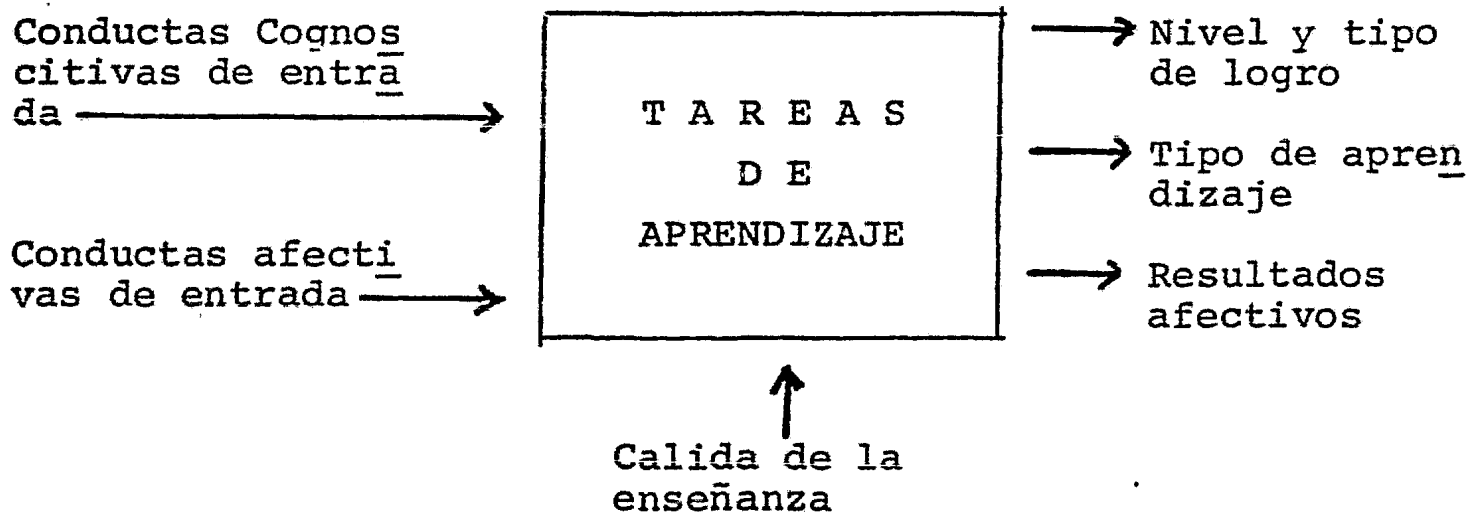 Conductas Cognos
citivas de entra
da
Conductas afecti
vas de entrada
T A R E A S
D E
APRENDIZAJE
Nivel y tipo
de logro
Tipo de apren
dizaje
Resultados
afectivos
Calida de la
enseñanza